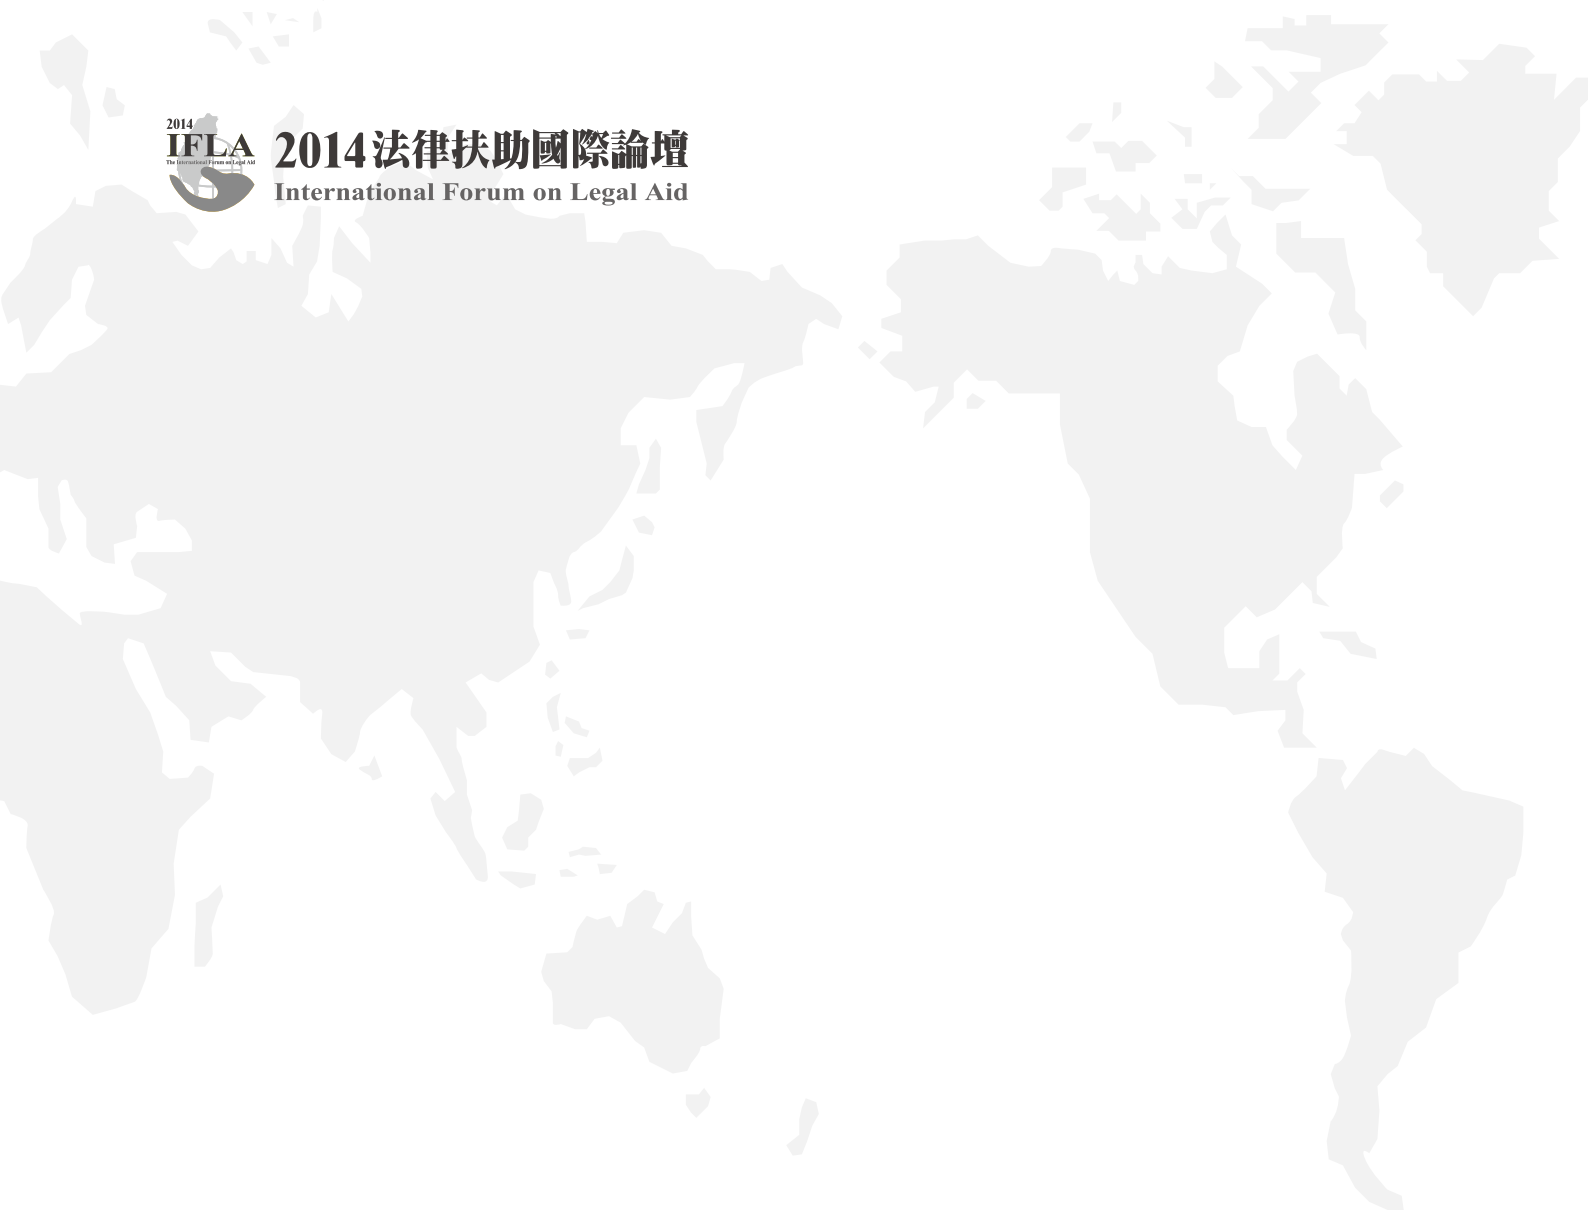 2014
IFLA
The International Forum on Legal Aid
2014法律扶助國際論壇
International Forum on Legal Aid